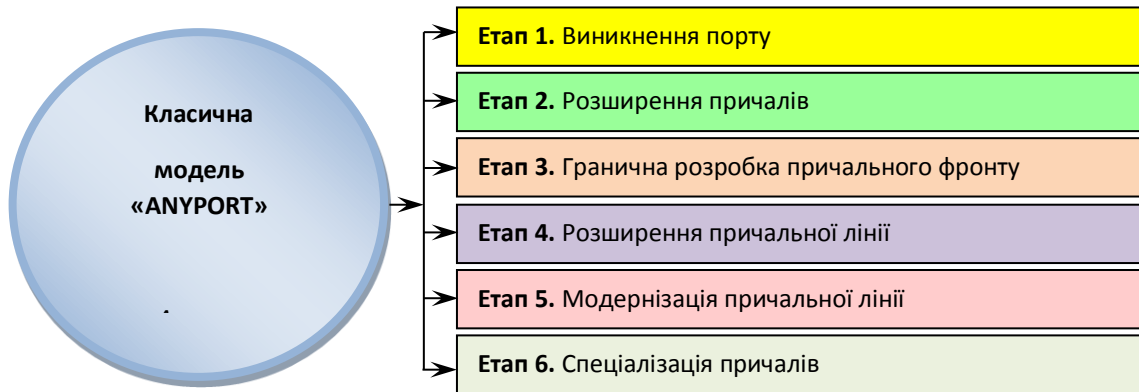 Класична
модель
«ANYPORT»
Етап 1. Виникнення порту
Етап 2. Розширення причалів
Етап 3. Гранична розробка причального фронту
Етап 4. Розширення причальної лінії
Етап 5. Модернізація причальної лінії
Етап 6. Спеціалізація причалів